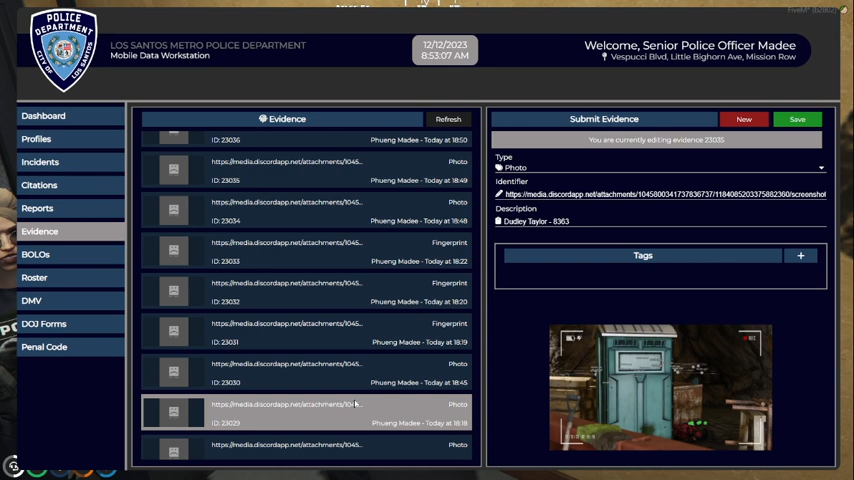 FiveM® (b2802)
POLICE
DEPARTMENT
CITY OF
LOS SANTOS
LOS SANTOS METRO POLICE DEPARTMENT
Mobile Data Workstation
12/12/2023
8:53:07 AM
Welcome, Senior Police Officer Madee
Vespucci Blvd, Little Bighorn Ave, Mission Row
Dashboard
Profiles
Incidents
Citations
Reports
Evidence
BOLOs
Roster
DMV
DOJ Forms
Penal Code
Evidence
Refresh
ID: 23036 Phueng Madee - Today at 18:50
https://media.discordapp.net/attachments/1045... Photo
ID: 23035 Phueng Madee - Today at 18:49
https://media.discordapp.net/attachments/1045... Photo
ID: 23034 Phueng Madee - Today at 18:48
https://media.discordapp.net/attachments/1045... Fingerprint
ID: 23033 Phueng Madee - Today at 18:22
https://media.discordapp.net/attachments/1045... Fingerprint
ID: 23032 Phueng Madee - Today at 18:20
https://media.discordapp.net/attachments/1045... Fingerprint
ID: 23031 Phueng Madee - Today at 18:19
https://media.discordapp.net/attachments/1045... Photo
ID: 23030 Phueng Madee - Today at 18:45
https://media.discordapp.net/attachments/1045... Photo
ID: 23029 Phueng Madee - Today at 18:18
https://media.discordapp.net/attachments/1045... Photo
Submit Evidence
New
Save
You are currently editing evidence 23035
Type
Photo
Identifier
https://media.discordapp.net/attachments/1045800341737836737/1184085203375882360/screenshot
Description
Dudley Taylor - 8363
Tags
+
REC